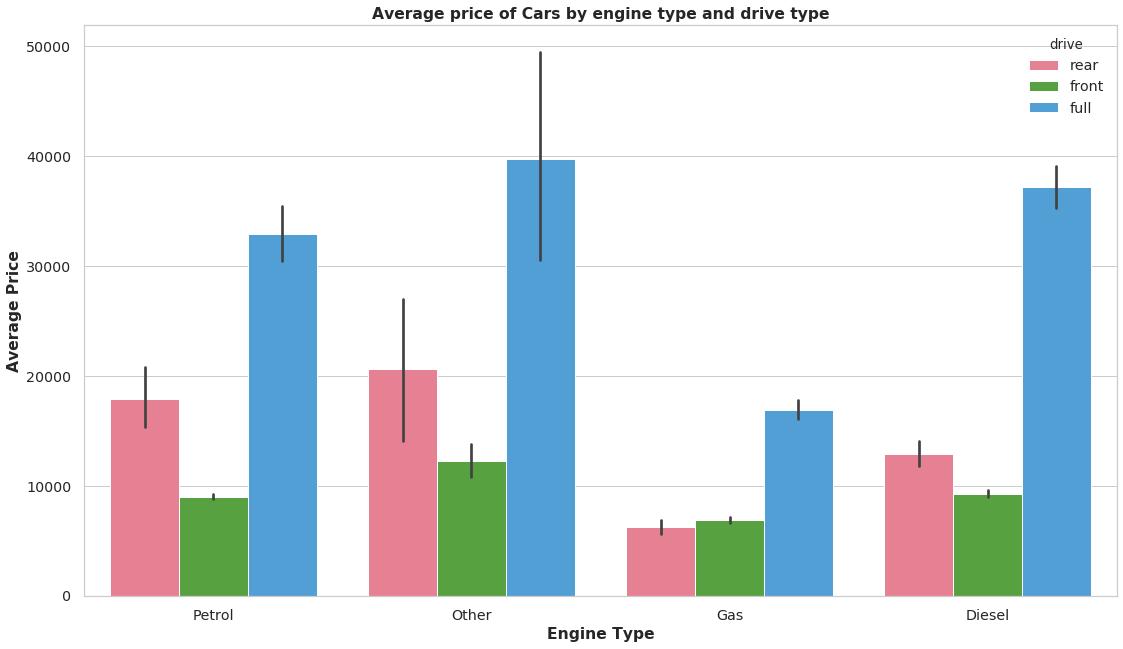 Average price of Cars by engine type and drive type
Average Price
50000
40000
30000
20000
10000
0
drive
rear
front
full
Petrol
Other
Gas
Diesel
Engine Type